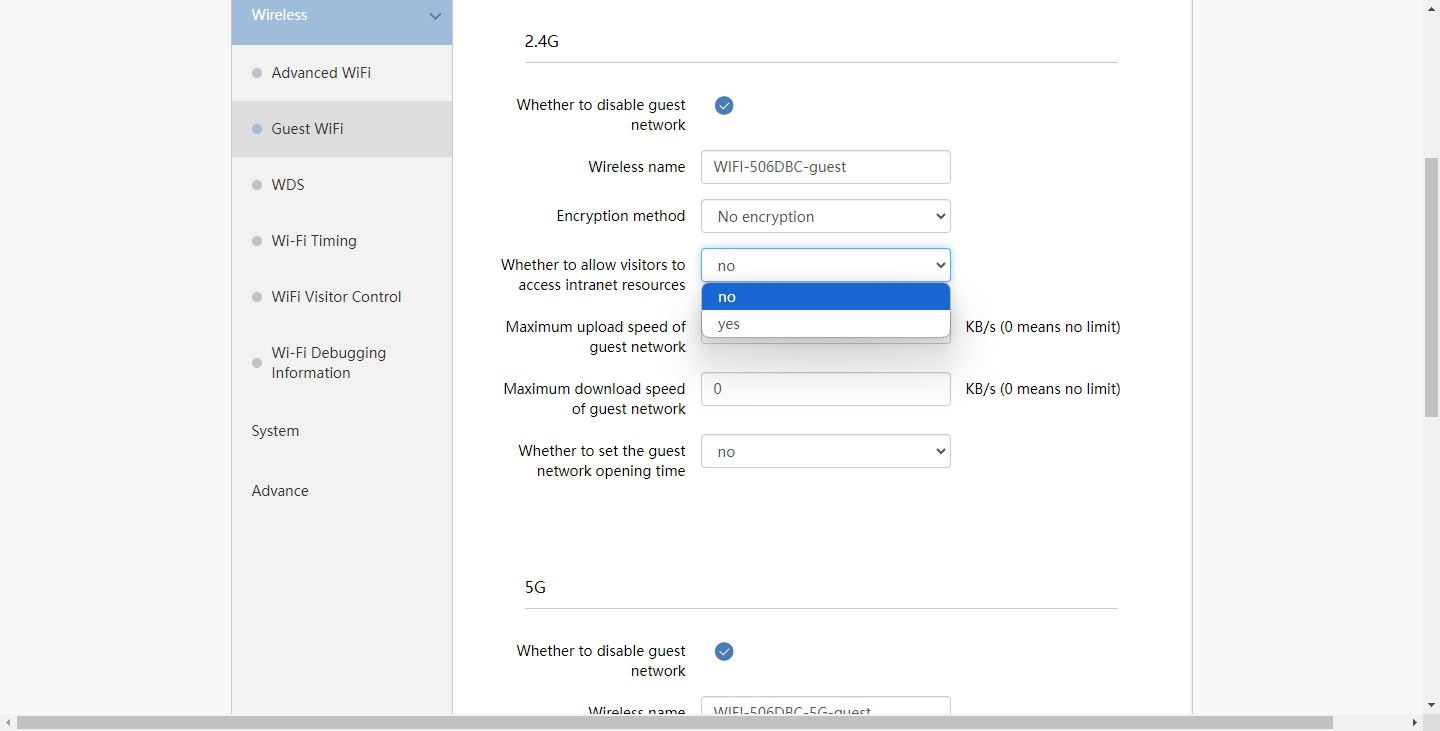 Wireless
Advanced WiFi
Guest WiFi
WDS
Wi-Fi Timing
WiFi Visitor Control
Wi-Fi Debugging
Information
System
Advance
2.4G
Whether to disable guest
network
Wireless name
WIFI-506DBC-guest
Encryption method
No encryption
Whether to allow visitors to
access intranet resources
no
no
yes
Maximum upload speed of
guest network
KB/s (0 means no limit)
Maximum download speed
of guest network
0
KB/s (0 means no limit)
Whether to set the guest
network opening time
no
5G
Whether to disable guest
network
Wireless name
WIFI-506DBC-5G-guest